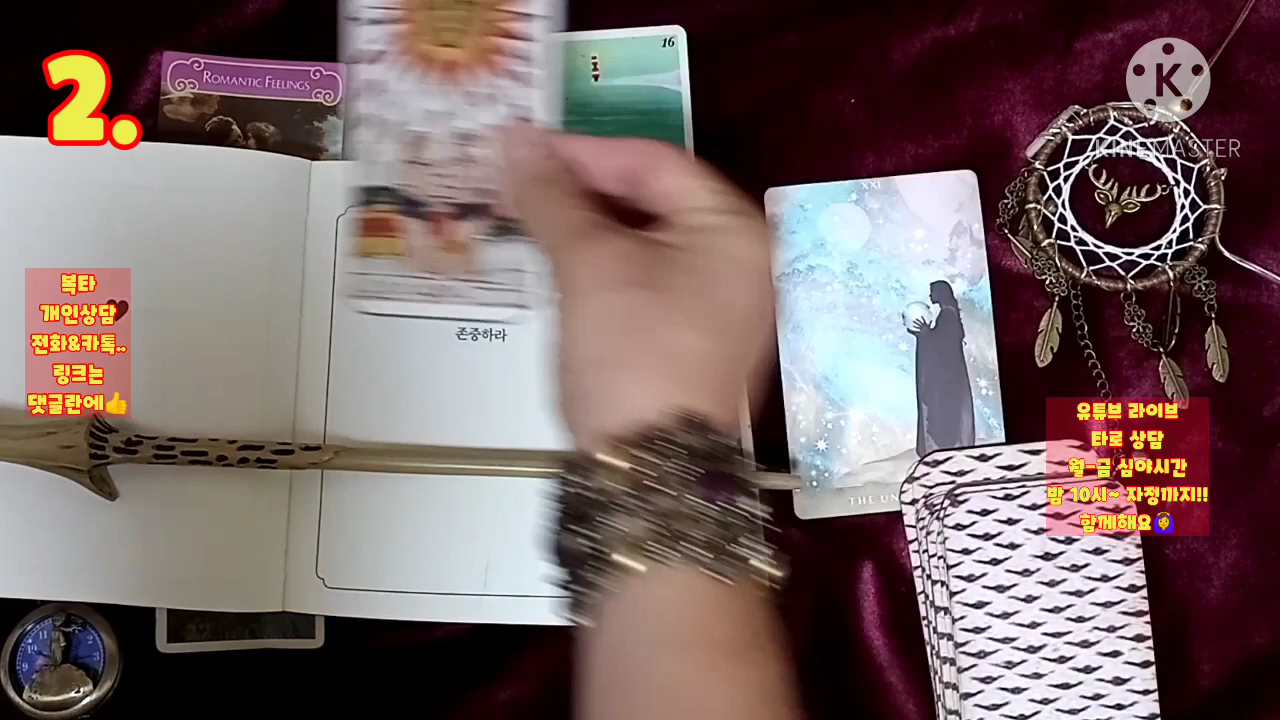 2.
ROMANTIC FEELINGS
16
K
KINEMASTER
XXI
복타
개인상담
전화&카톡..
링크는
댓글란에👍
존중하라
유튜브 라이브
타로 상담
월-금 심야시간
밤 10시~ 자정까지!!
함께해요🙆‍♀️
THE UN